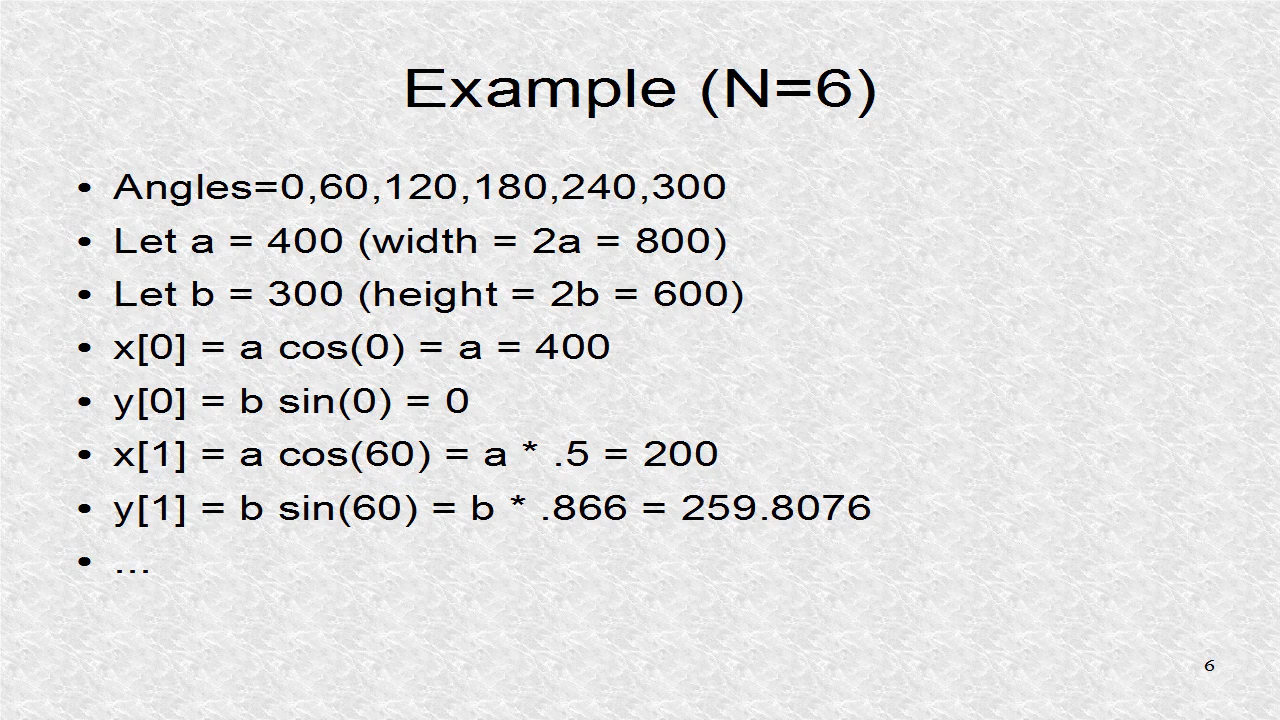 Example (N=6)
• Angles=0,60,120,180,240,300
• Let a = 400 (width = 2a = 800)
• Let b = 300 (height = 2b = 600)
• x[0] = a cos(0) = a = 400
• y[0] = b sin(0) = 0
• x[1] = a cos(60) = a * .5 = 200
• y[1] = b sin(60) = b * .866 = 259.8076
• ...
6